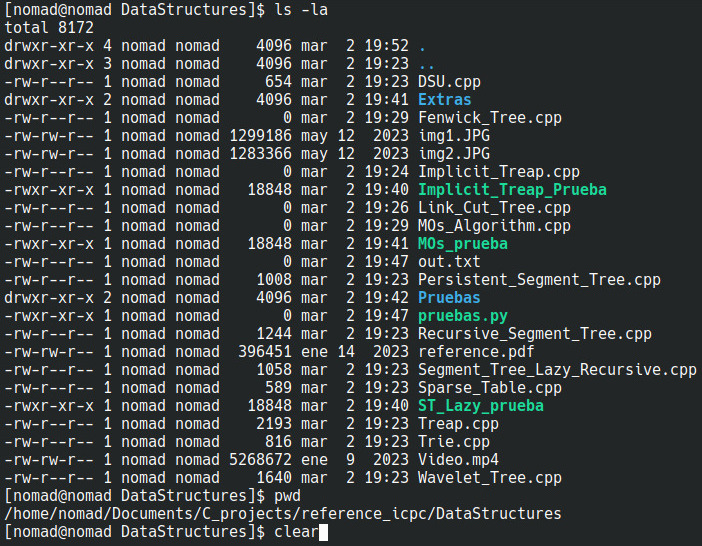 [nomad@nomad DataStructures]$ ls -la
total 8172
drwxr-xr-x 4 nomad nomad    4096 mar  2 19:52 .
drwxr-xr-x 3 nomad nomad    4096 mar  2 19:23 ..
-rw-r--r-- 1 nomad nomad     654 mar  2 19:23 DSU.cpp
drwxr-xr-x 2 nomad nomad    4096 mar  2 19:41 Extras
-rw-r--r-- 1 nomad nomad       0 mar  2 19:29 Fenwick_Tree.cpp
-rw-rw-r-- 1 nomad nomad 1299186 may 12  2023 img1.JPG
-rw-rw-r-- 1 nomad nomad 1283366 may 12  2023 img2.JPG
-rw-r--r-- 1 nomad nomad       0 mar  2 19:24 Implicit_Treap.cpp
-rwxr-xr-x 1 nomad nomad   18848 mar  2 19:40 Implicit_Treap_Prueba
-rw-r--r-- 1 nomad nomad       0 mar  2 19:26 Link_Cut_Tree.cpp
-rw-r--r-- 1 nomad nomad       0 mar  2 19:29 MOs_Algorithm.cpp
-rwxr-xr-x 1 nomad nomad   18848 mar  2 19:41 MOs_prueba
-rw-r--r-- 1 nomad nomad       0 mar  2 19:47 out.txt
-rw-r--r-- 1 nomad nomad    1008 mar  2 19:23 Persistent_Segment_Tree.cpp
drwxr-xr-x 2 nomad nomad    4096 mar  2 19:42 Pruebas
-rwxr-xr-x 1 nomad nomad       0 mar  2 19:47 pruebas.py
-rw-r--r-- 1 nomad nomad    1244 mar  2 19:23 Recursive_Segment_Tree.cpp
-rw-rw-r-- 1 nomad nomad  396451 ene 14  2023 reference.pdf
-rw-r--r-- 1 nomad nomad    1058 mar  2 19:23 Segment_Tree_Lazy_Recursive.cpp
-rw-r--r-- 1 nomad nomad     589 mar  2 19:23 Sparse_Table.cpp
-rwxr-xr-x 1 nomad nomad   18848 mar  2 19:40 ST_Lazy_prueba
-rw-r--r-- 1 nomad nomad    2193 mar  2 19:23 Treap.cpp
-rw-r--r-- 1 nomad nomad     816 mar  2 19:23 Trie.cpp
-rw-rw-r-- 1 nomad nomad 5268672 ene  9  2023 Video.mp4
-rw-r--r-- 1 nomad nomad    1640 mar  2 19:23 Wavelet_Tree.cpp
[nomad@nomad DataStructures]$ pwd
/home/nomad/Documents/C_projects/reference_icpc/DataStructures
[nomad@nomad DataStructures]$ clear